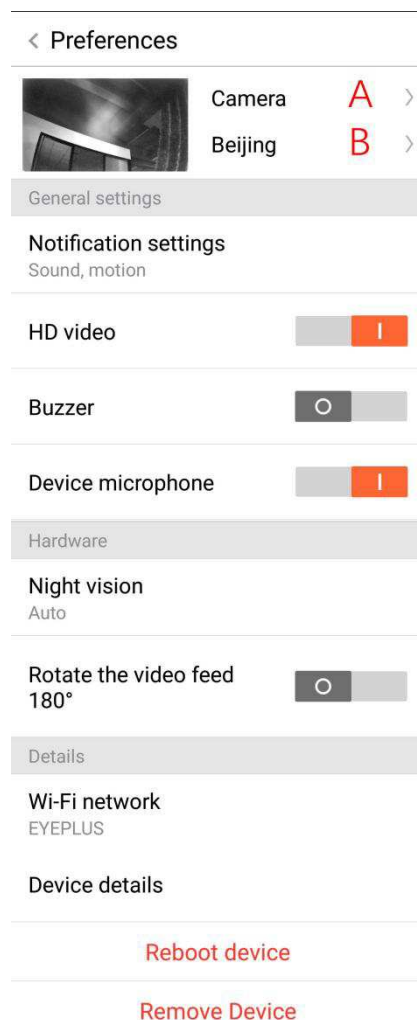 < Preferences
Camera A >
Beijing B >
General settings
Notification settings
Sound, motion
HD video
Buzzer
Device microphone
Hardware
Night vision
Auto
Rotate the video feed
180°
Details
Wi-Fi network
EYEPLUS
Device details
Reboot device
Remove Device